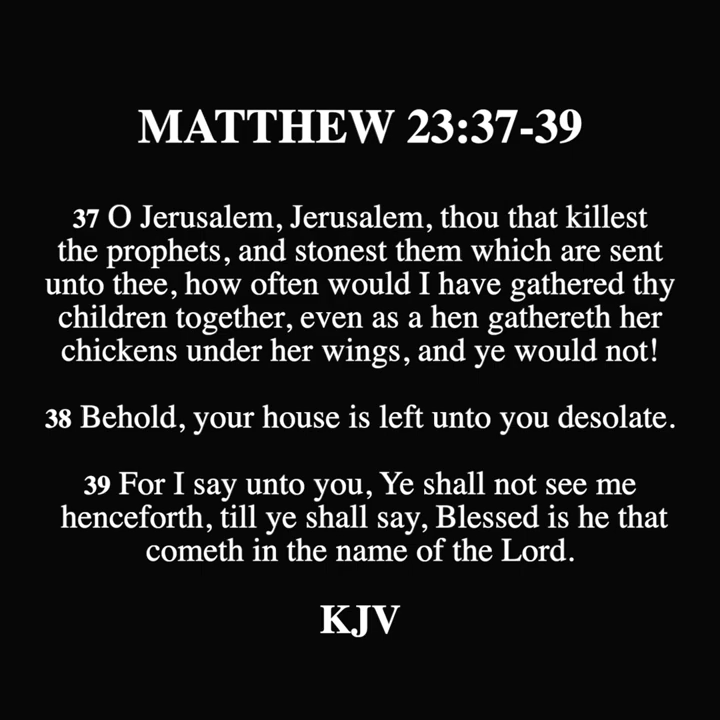 MATTHEW 23:37-39
37 O Jerusalem, Jerusalem, thou that killest
the prophets, and stonest them which are sent
unto thee, how often would I have gathered thy
children together, even as a hen gathereth her
chickens under her wings, and ye would not!
38 Behold, your house is left unto you desolate.
39 For I say unto you, Ye shall not see me
henceforth, till ye shall say, Blessed is he that
cometh in the name of the Lord.
KJV